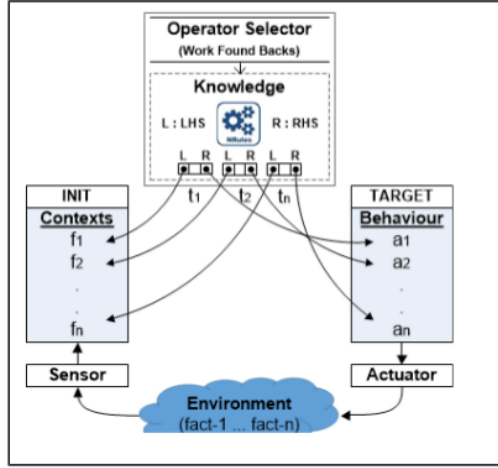 Operator Selector
(Work Found Backs)
Knowledge
L : LHS
NRules
R : RHS
L R L R L R
t1 t2 tn
INIT
Contexts
f1
f2
.
.
fn
TARGET
Behaviour
a1
a2
.
.
an
Sensor
Actuator
Environment
(fact-1 ... fact-n)